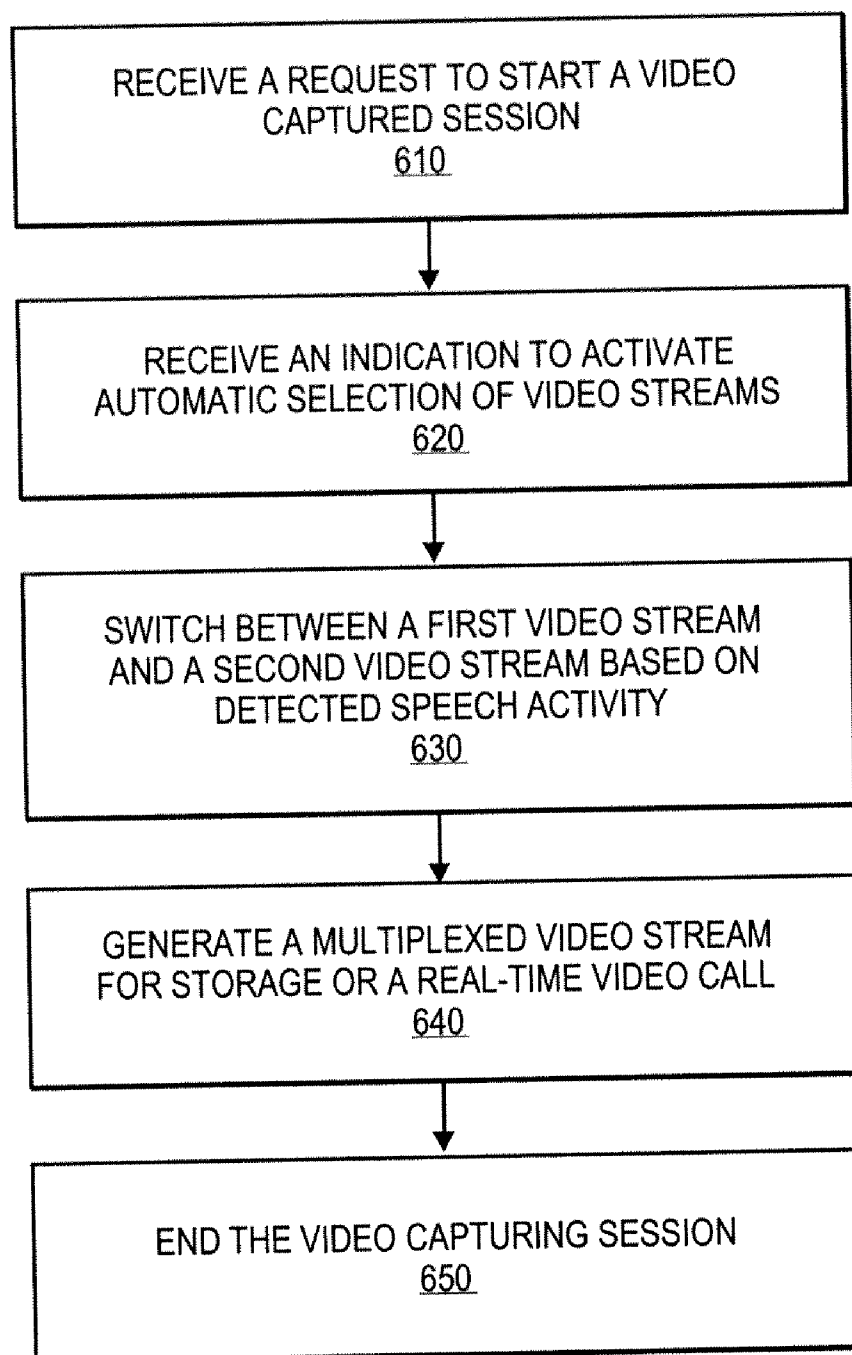 RECEIVE A REQUEST TO START A VIDEO
CAPTURED SESSION
610
RECEIVE AN INDICATION TO ACTIVATE
AUTOMATIC SELECTION OF VIDEO STREAMS
620
SWITCH BETWEEN A FIRST VIDEO STREAM
AND A SECOND VIDEO STREAM BASED ON
DETECTED SPEECH ACTIVITY
630
GENERATE A MULTIPLEXED VIDEO STREAM
FOR STORAGE OR A REAL-TIME VIDEO CALL
640
END THE VIDEO CAPTURING SESSION
650